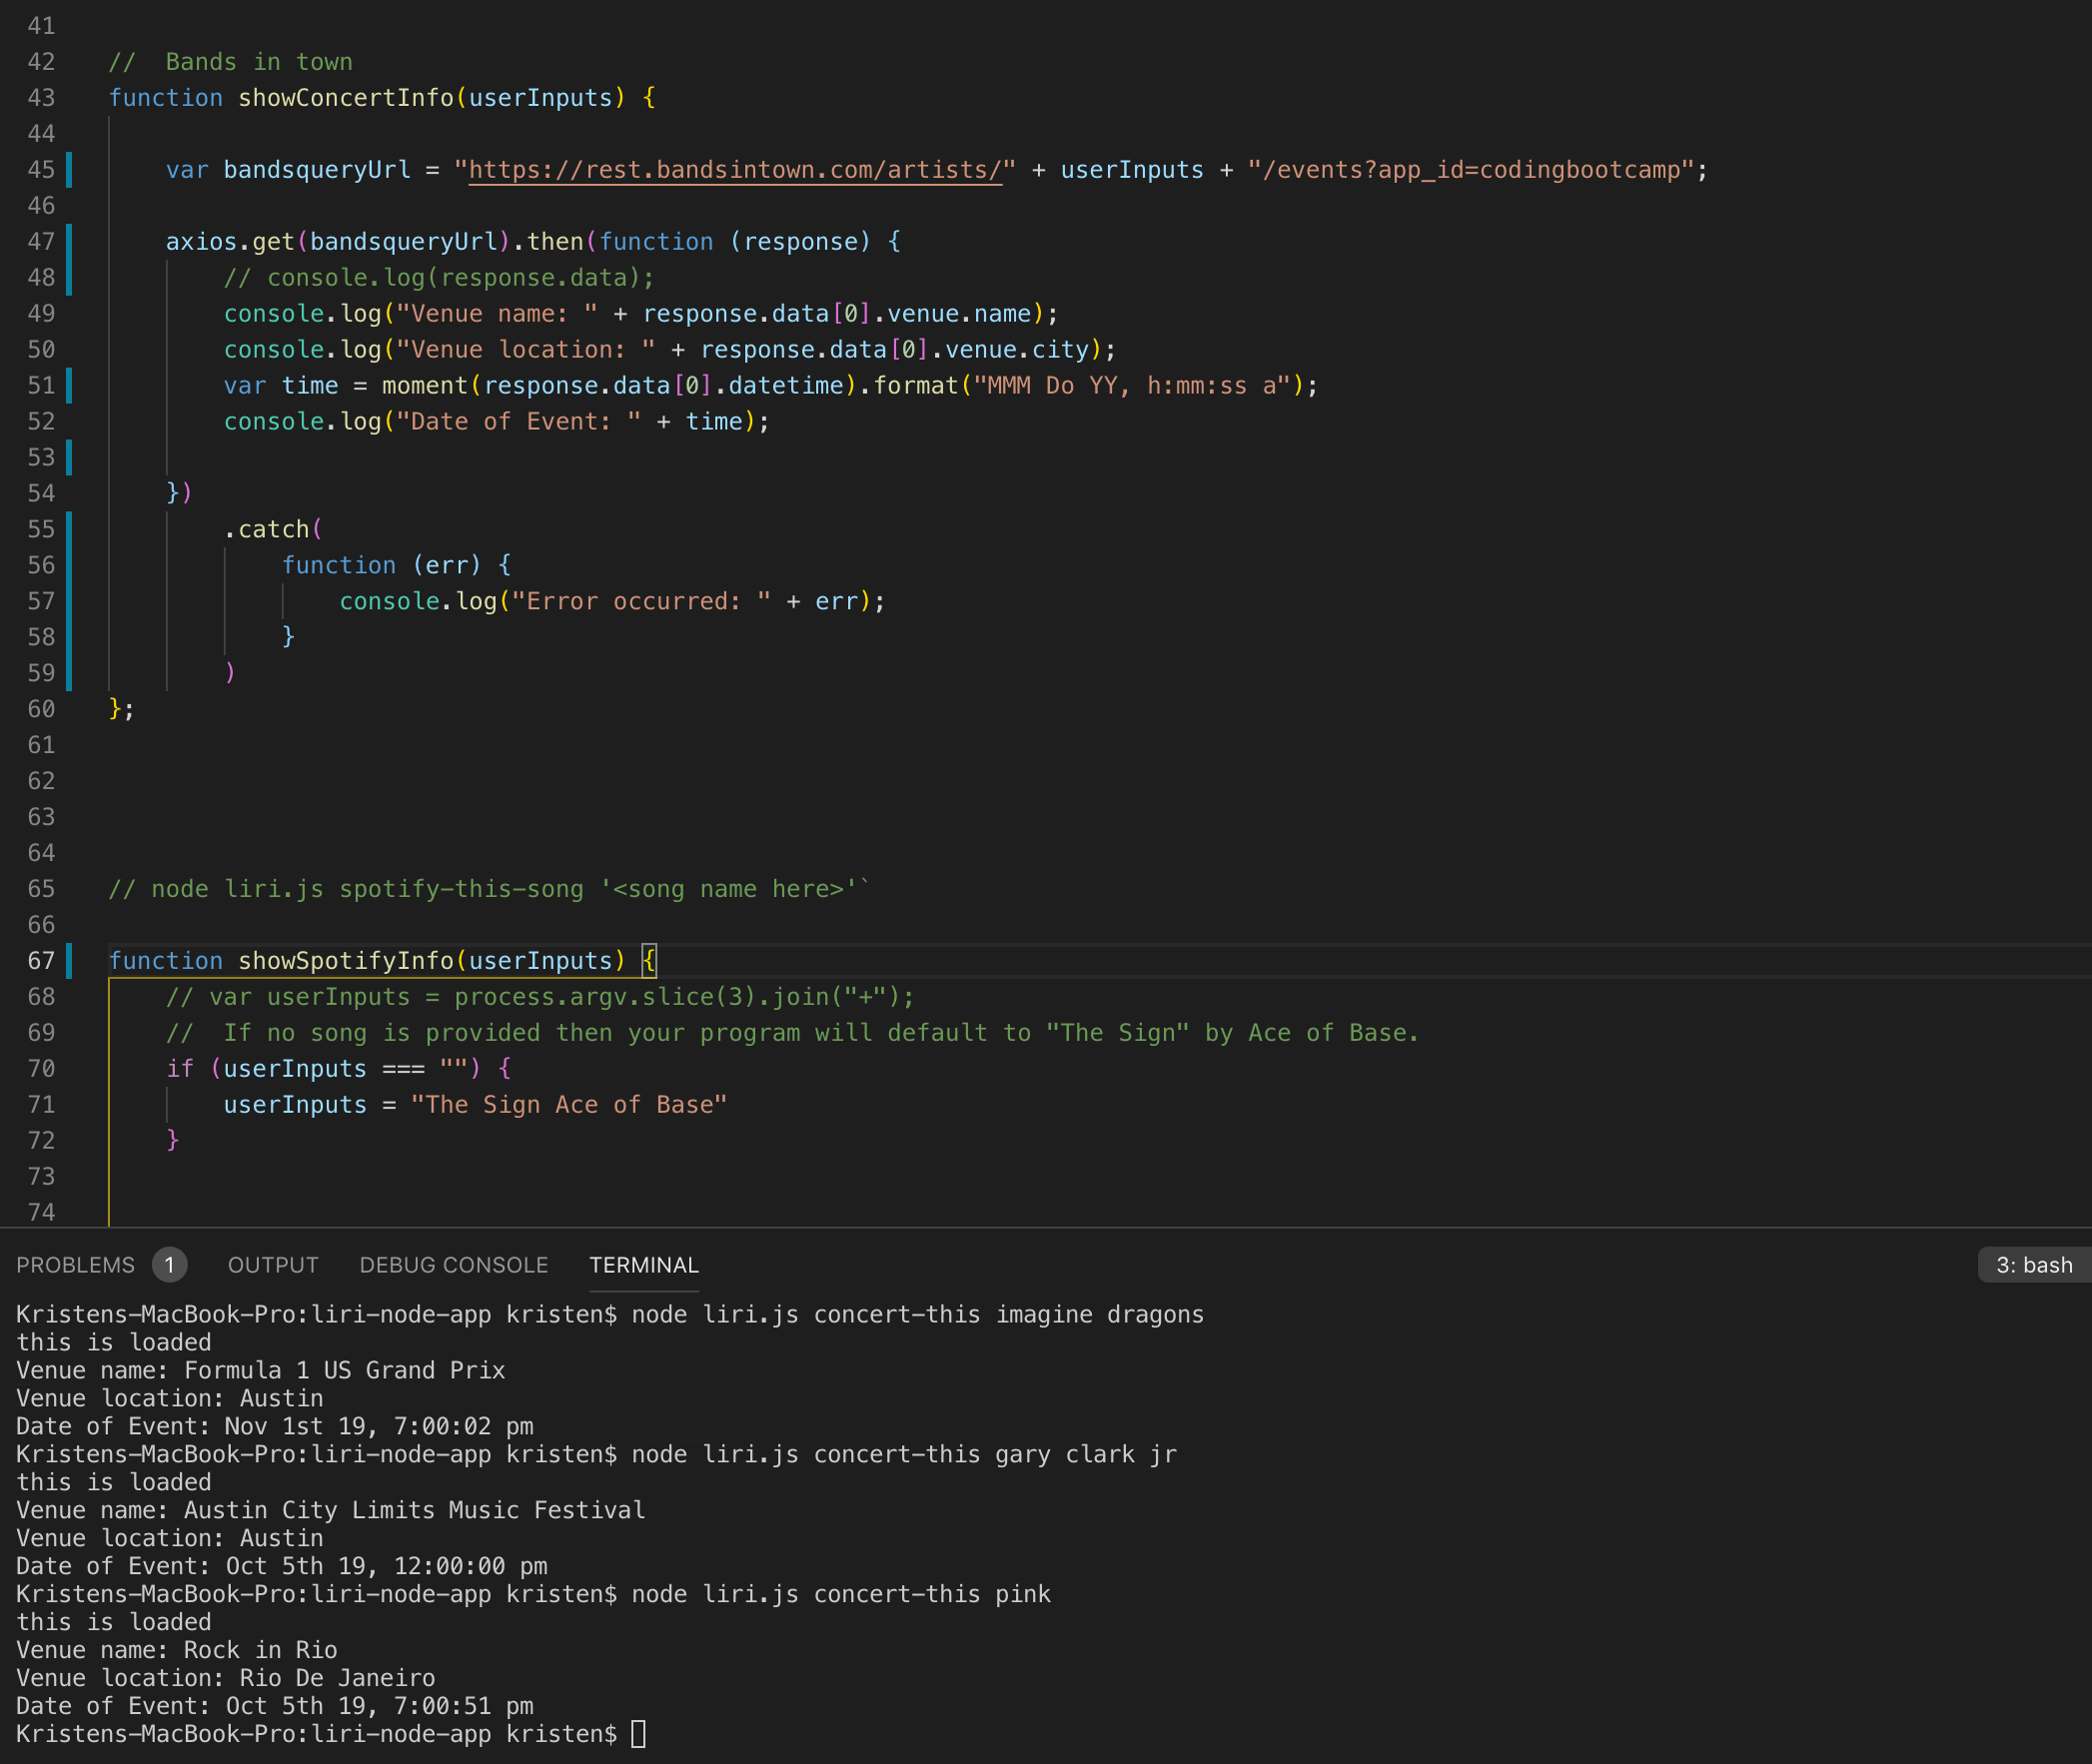 41
42 //  Bands in town
43 function showConcertInfo(userInputs) {
44
45     var bandsqueryUrl = "https://rest.bandsintown.com/artists/" + userInputs + "/events?app_id=codingbootcamp";
46
47     axios.get(bandsqueryUrl).then(function (response) {
48         // console.log(response.data);
49         console.log("Venue name: " + response.data[0].venue.name);
50         console.log("Venue location: " + response.data[0].venue.city);
51         var time = moment(response.data[0].datetime).format("MMM Do YY, h:mm:ss a");
52         console.log("Date of Event: " + time);
53
54     })
55         .catch(
56             function (err) {
57                 console.log("Error occurred: " + err);
58             }
59         )
60 };
61
62
63
64
65 // node liri.js spotify-this-song '<song name here>'`
66
67 function showSpotifyInfo(userInputs) {
68     // var userInputs = process.argv.slice(3).join("+");
69     //  If no song is provided then your program will default to "The Sign" by Ace of Base.
70     if (userInputs === "") {
71         userInputs = "The Sign Ace of Base"
72     }
73
74
PROBLEMS 1 OUTPUT DEBUG CONSOLE TERMINAL 3: bash
Kristens-MacBook-Pro:liri-node-app kristen$ node liri.js concert-this imagine dragons
this is loaded
Venue name: Formula 1 US Grand Prix
Venue location: Austin
Date of Event: Nov 1st 19, 7:00:02 pm
Kristens-MacBook-Pro:liri-node-app kristen$ node liri.js concert-this gary clark jr
this is loaded
Venue name: Austin City Limits Music Festival
Venue location: Austin
Date of Event: Oct 5th 19, 12:00:00 pm
Kristens-MacBook-Pro:liri-node-app kristen$ node liri.js concert-this pink
this is loaded
Venue name: Rock in Rio
Venue location: Rio De Janeiro
Date of Event: Oct 5th 19, 7:00:51 pm
Kristens-MacBook-Pro:liri-node-app kristen$